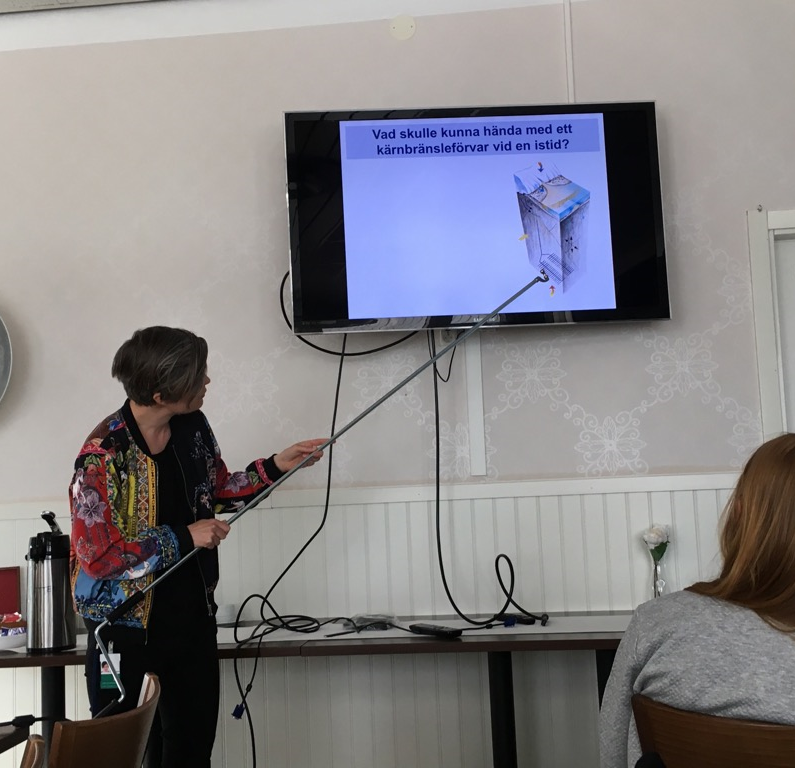 Vad skulle kunna hända med ett
kärnbränsleförvar vid en istid?